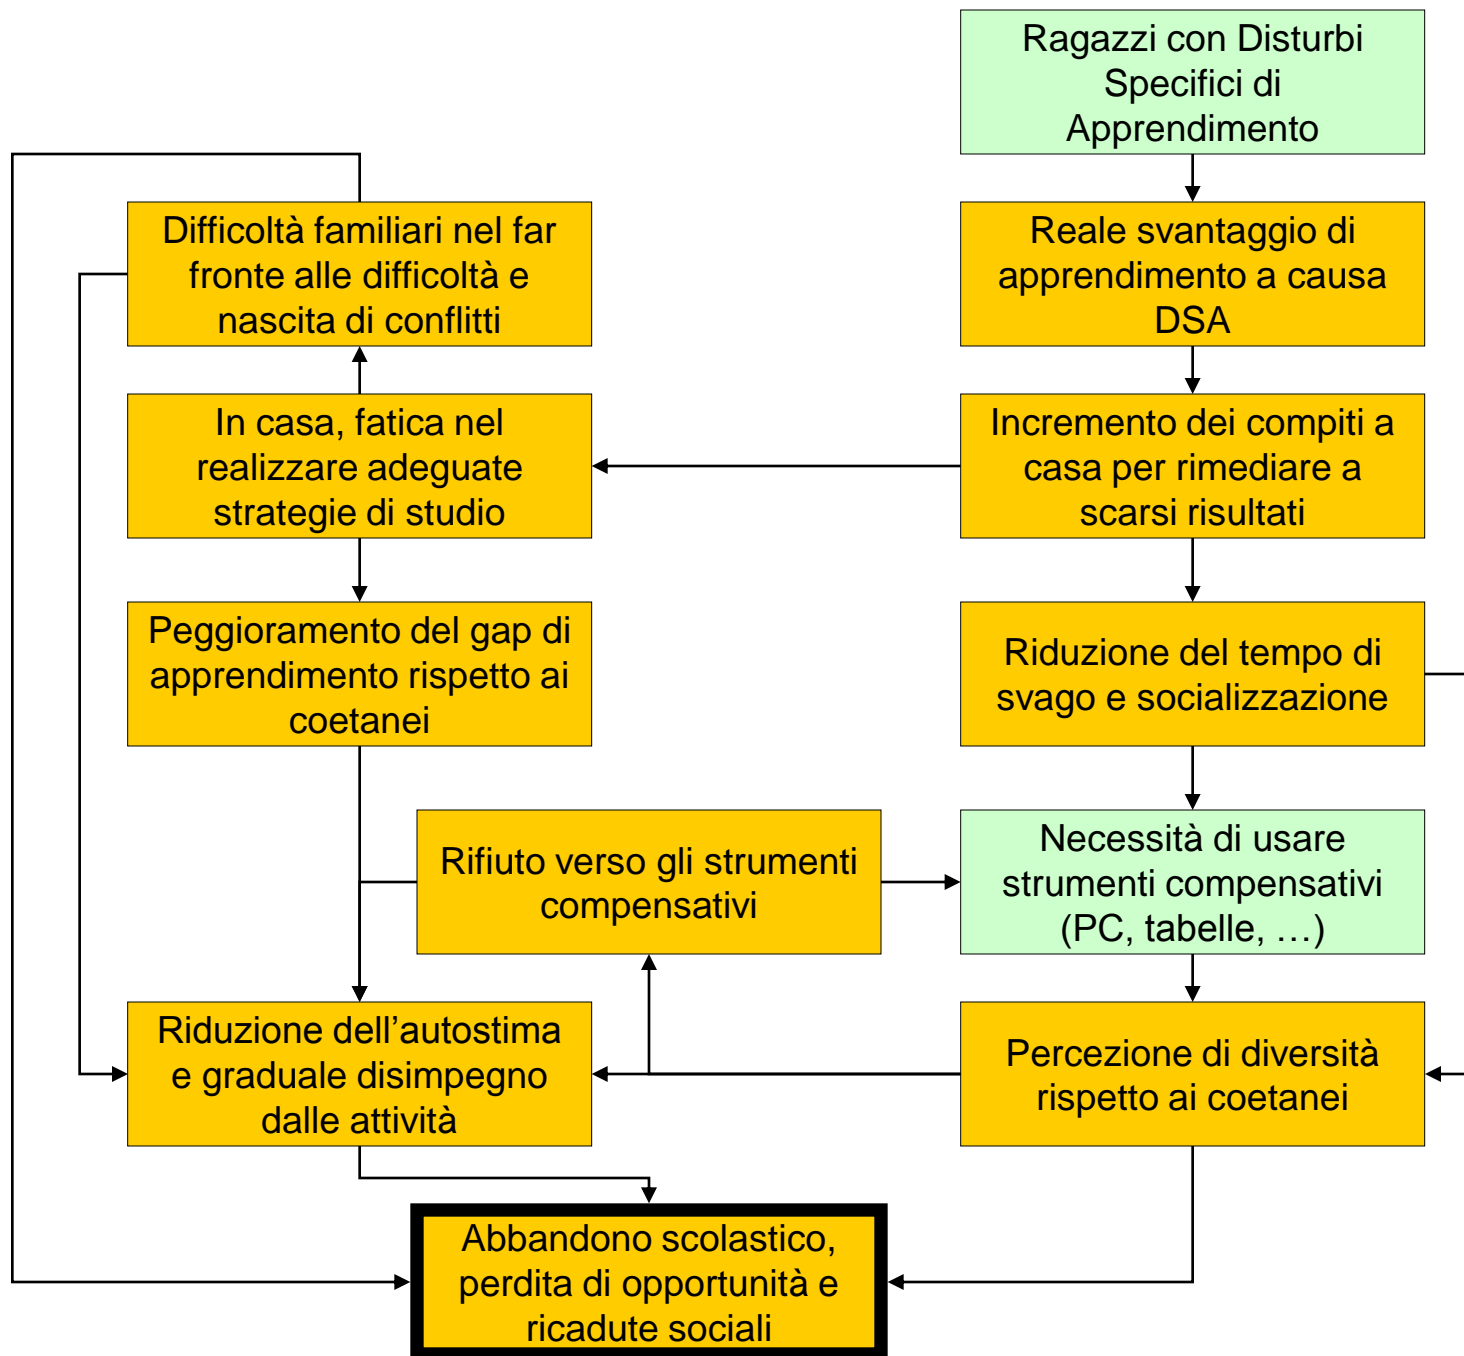 Ragazzi con Disturbi
Specifici di
Apprendimento
Difficoltà familiari nel far
fronte alle difficoltà e
nascita di conflitti
Reale svantaggio di
apprendimento a causa
DSA
In casa, fatica nel
realizzare adeguate
strategie di studio
Incremento dei compiti a
casa per rimediare a
scarsi risultati
Peggioramento del gap di
apprendimento rispetto ai
coetanei
Riduzione del tempo di
svago e socializzazione
Rifiuto verso gli strumenti
compensativi
Necessità di usare
strumenti compensativi
(PC, tabelle, …)
Riduzione dell’autostima
e graduale disimpegno
dalle attività
Percezione di diversità
rispetto ai coetanei
Abbandono scolastico,
perdita di opportunità e
ricadute sociali